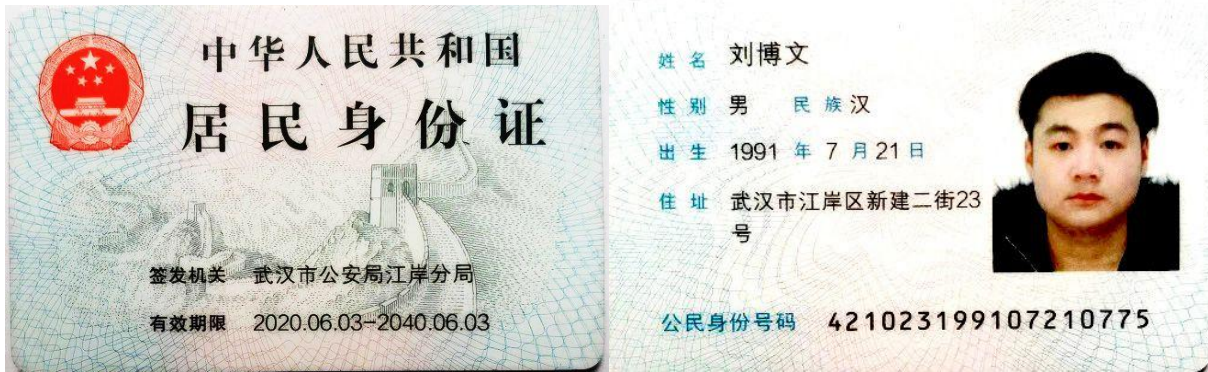 中华人民共和国
居民身份证
签发机关 武汉市公安局江岸分局
有效期限 2020.06.03-2040.06.03
姓名 刘博文
性别 男 民族 汉
出生 1991 年 7 月 21 日
住址 武汉市江岸区新建二街23
号
公民身份号码 421023199107210775